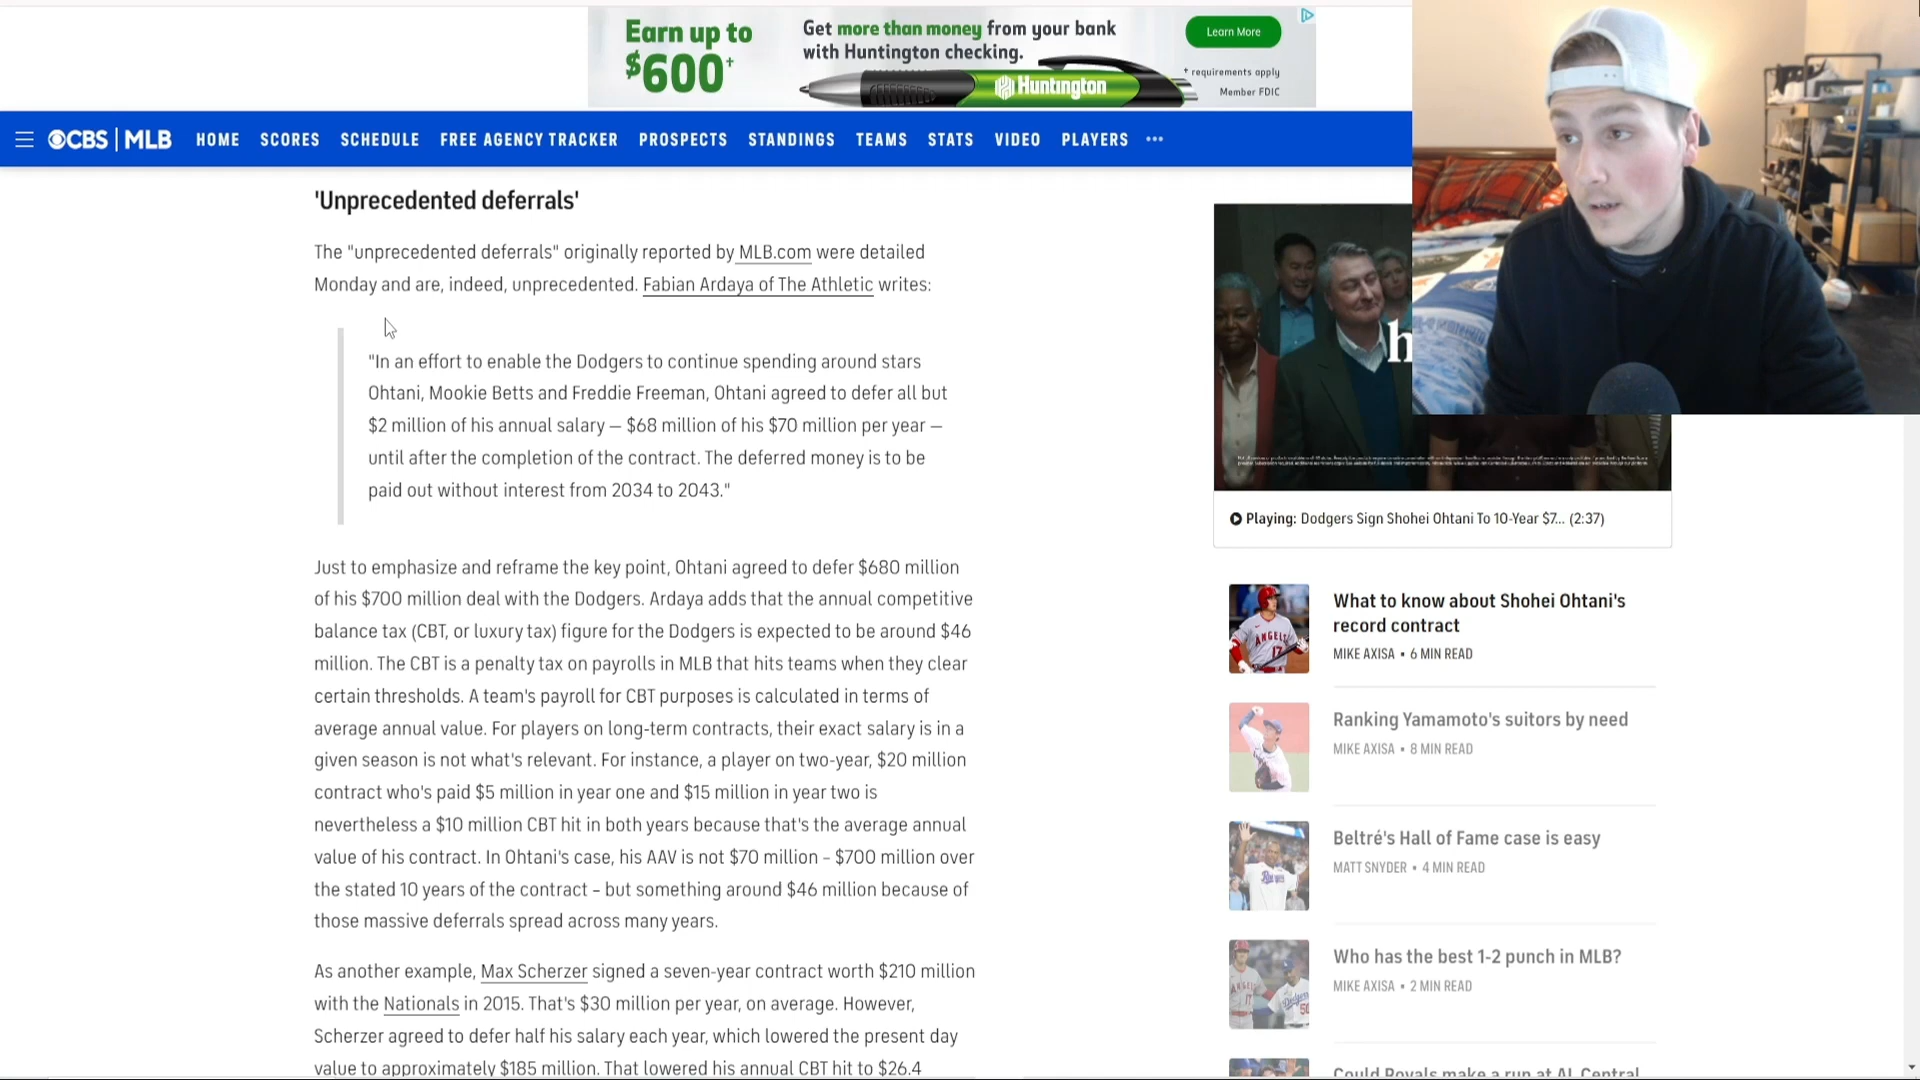 Earn up to
$600†
Get more than money from your bank
with Huntington checking.
Huntington
Learn More
† requirements apply
Member FDIC
CBS | MLB HOME SCORES SCHEDULE FREE AGENCY TRACKER PROSPECTS STANDINGS TEAMS STATS VIDEO PLAYERS •••
'Unprecedented deferrals'
The "unprecedented deferrals" originally reported by MLB.com were detailed
Monday and are, indeed, unprecedented. Fabian Ardaya of The Athletic writes:
"In an effort to enable the Dodgers to continue spending around stars
Ohtani, Mookie Betts and Freddie Freeman, Ohtani agreed to defer all but
$2 million of his annual salary — $68 million of his $70 million per year —
until after the completion of the contract. The deferred money is to be
paid out without interest from 2034 to 2043."
Just to emphasize and reframe the key point, Ohtani agreed to defer $680 million
of his $700 million deal with the Dodgers. Ardaya adds that the annual competitive
balance tax (CBT, or luxury tax) figure for the Dodgers is expected to be around $46
million. The CBT is a penalty tax on payrolls in MLB that hits teams when they clear
certain thresholds. A team's payroll for CBT purposes is calculated in terms of
average annual value. For players on long-term contracts, their exact salary is in a
given season is not what's relevant. For instance, a player on two-year, $20 million
contract who's paid $5 million in year one and $15 million in year two is
nevertheless a $10 million CBT hit in both years because that's the average annual
value of his contract. In Ohtani's case, his AAV is not $70 million – $700 million over
the stated 10 years of the contract – but something around $46 million because of
those massive deferrals spread across many years.
As another example, Max Scherzer signed a seven-year contract worth $210 million
with the Nationals in 2015. That's $30 million per year, on average. However,
Scherzer agreed to defer half his salary each year, which lowered the present day
value to approximately $185 million. That lowered his annual CBT hit to $26.4
h
Playing: Dodgers Sign Shohei Ohtani To 10-Year $7... (2:37)
ANGELS
17
What to know about Shohei Ohtani's
record contract
MIKE AXISA • 6 MIN READ
Ranking Yamamoto's suitors by need
MIKE AXISA • 8 MIN READ
Beltré's Hall of Fame case is easy
MATT SNYDER • 4 MIN READ
Who has the best 1-2 punch in MLB?
MIKE AXISA • 2 MIN READ
Could Royals make a run at AL Central